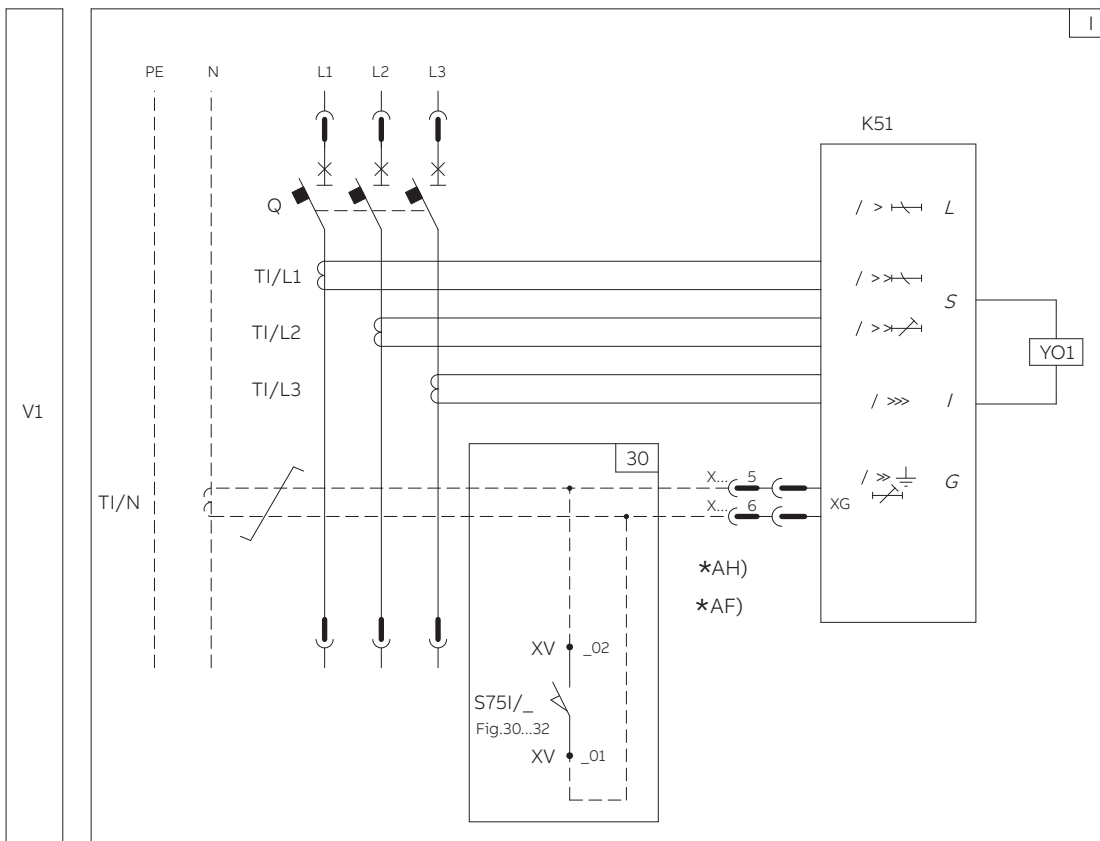 I
PE N L1 L2 L3
K51
Q
/ > L
TI/L1
/ >> S
TI/L2
/ >>
YO1
TI/L3
V1
/ >>> I
30
X... 5
/ >> G
TI/N
X... 6
XG
*AH)
*AF)
XV _02
S75I/_
Fig.30...32
XV _01